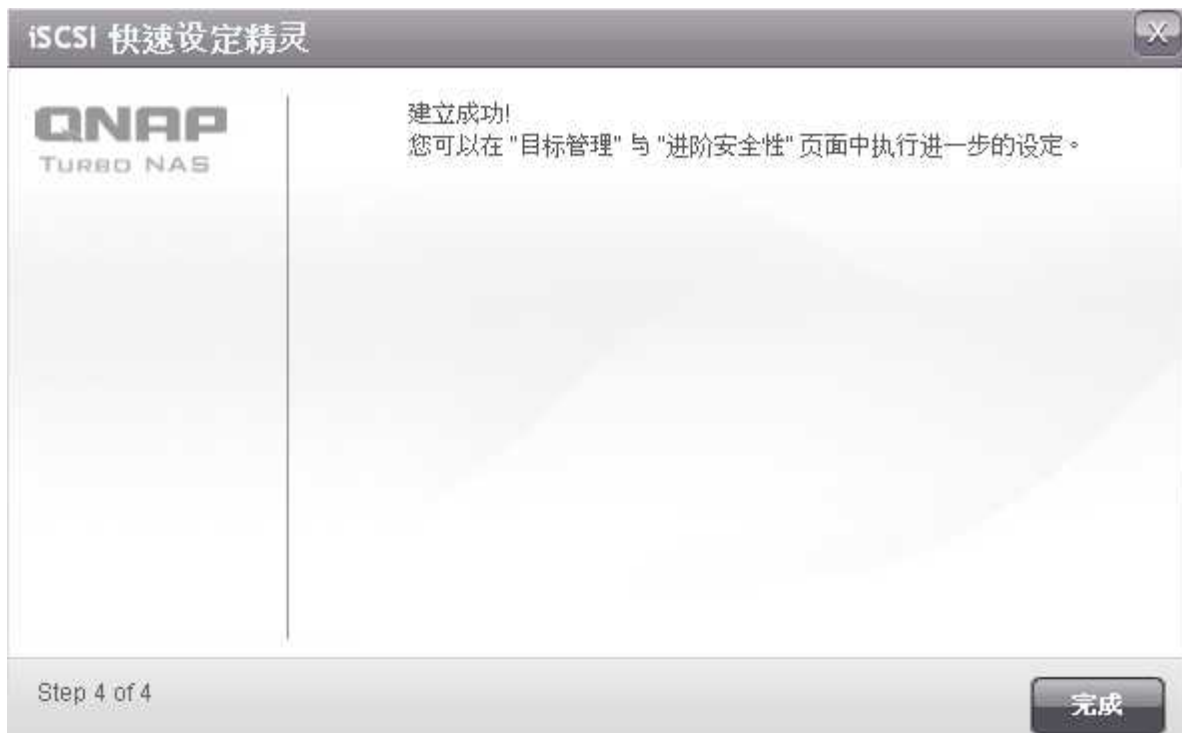 iSCSI 快速设定精灵
X
QNAP
TURBO NAS
建立成功!
您可以在 "目标管理" 与 "进阶安全性" 页面中执行进一步的设定。
Step 4 of 4
完成